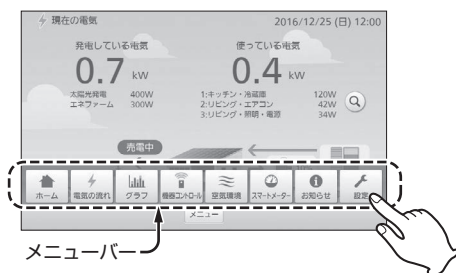 現在の電気 2016/12/25 (日) 12:00
発電している電気 使っている電気
0.7 kW 0.4 kW
太陽光発電 400W 1:キッチン・冷蔵庫 120W
エネファーム 300W 2:リビング・エアコン 42W
3:リビング・照明・電源 34W
売電中
ホーム 電気の流れ グラフ 機器コントロール 空気環境 スマートメーター お知らせ 設定
メニュー
メニューバー